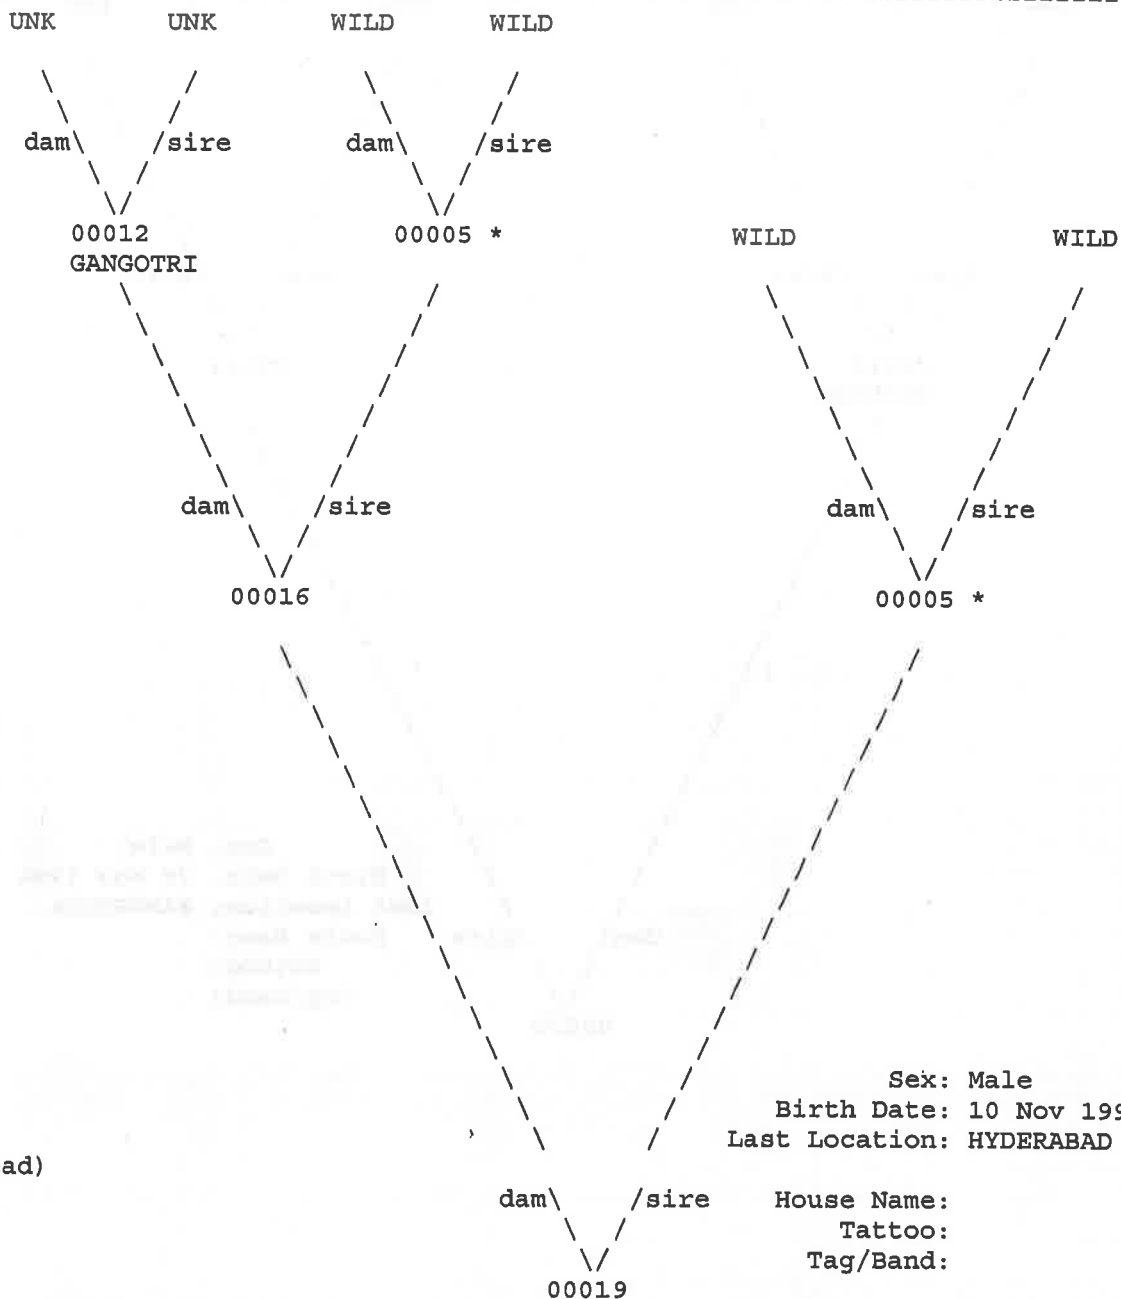 UNK UNK WILD WILD
dam\ /sire dam\ /sire
00012 00005 * WILD WILD
GANGOTRI
dam\ /sire dam\ /sire
00016 00005 *
Sex: Male
Birth Date: 10 Nov 199
Last Location: HYDERABAD
ad)
dam\ /sire House Name:
Tattoo:
Tag/Band:
00019